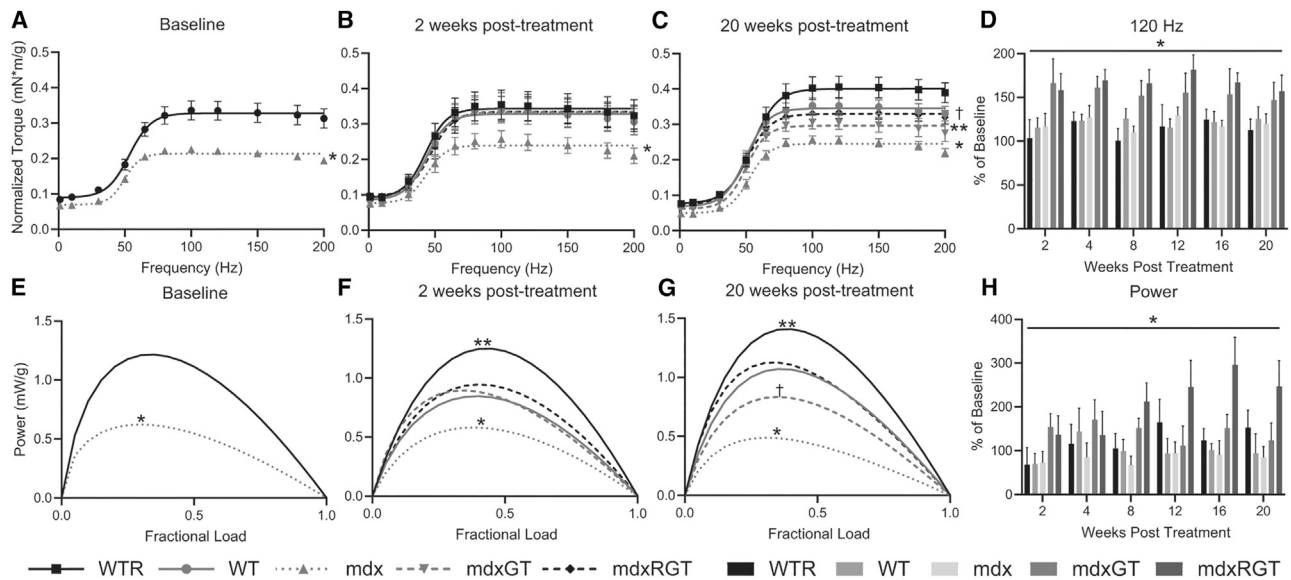 A Baseline
Normalized Torque (mN*m/g)
0.5
0.4
0.3
0.2
0.1
0.0
*
0 50 100 150 200
Frequency (Hz)
B 2 weeks post-treatment
0.5
0.4
0.3
0.2
0.1
0.0
*
0 50 100 150 200
Frequency (Hz)
C 20 weeks post-treatment
0.5
0.4
0.3
0.2
0.1
0.0
†
**
*
0 50 100 150 200
Frequency (Hz)
D 120 Hz
% of Baseline
200
150
100
50
0
*
2 4 8 12 16 20
Weeks Post Treatment
E Baseline
Power (mW/g)
1.5
1.0
0.5
0.0
*
0.0 0.5 1.0
Fractional Load
F 2 weeks post-treatment
1.5
1.0
0.5
0.0
**
*
0.0 0.5 1.0
Fractional Load
G 20 weeks post-treatment
1.5
1.0
0.5
0.0
**
†
*
0.0 0.5 1.0
Fractional Load
H Power
% of Baseline
400
300
200
100
0
*
2 4 8 12 16 20
Weeks Post Treatment
WTR WT mdx mdxGT mdxRGT
WTR WT mdx mdxGT mdxRGT